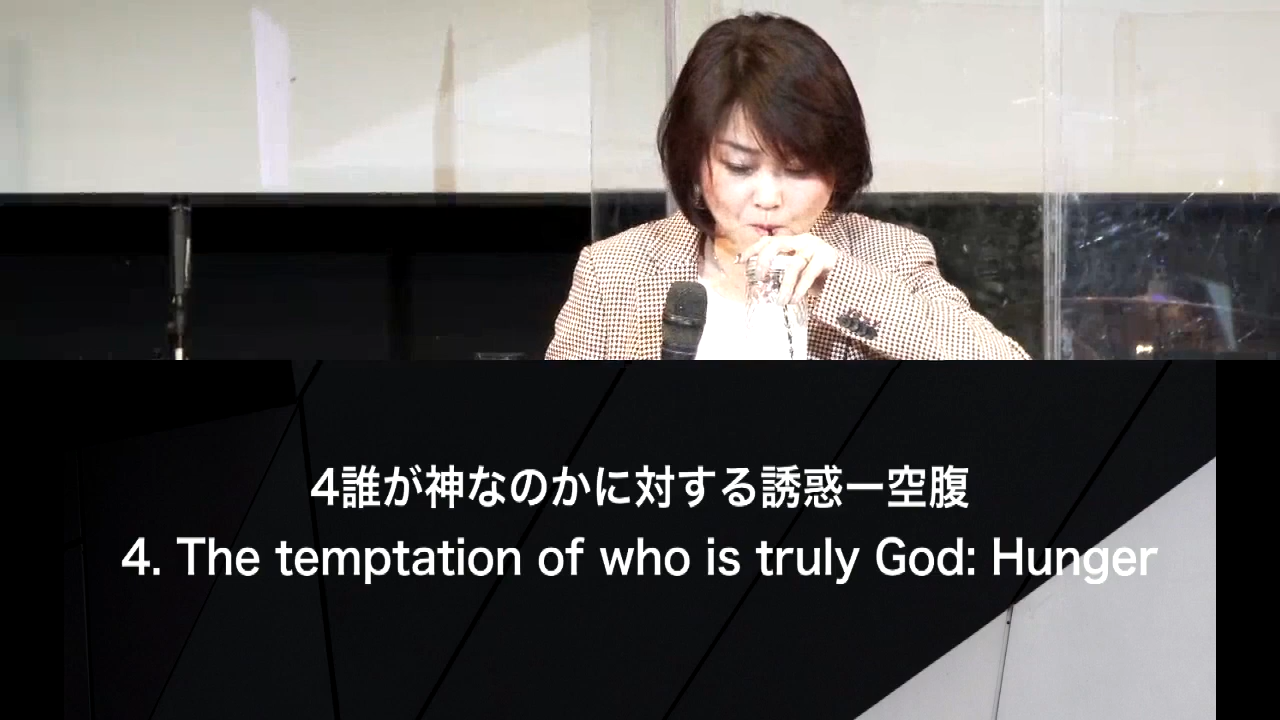 4誰が神なのかに対する誘惑ー空腹
4. The temptation of who is truly God: Hunger